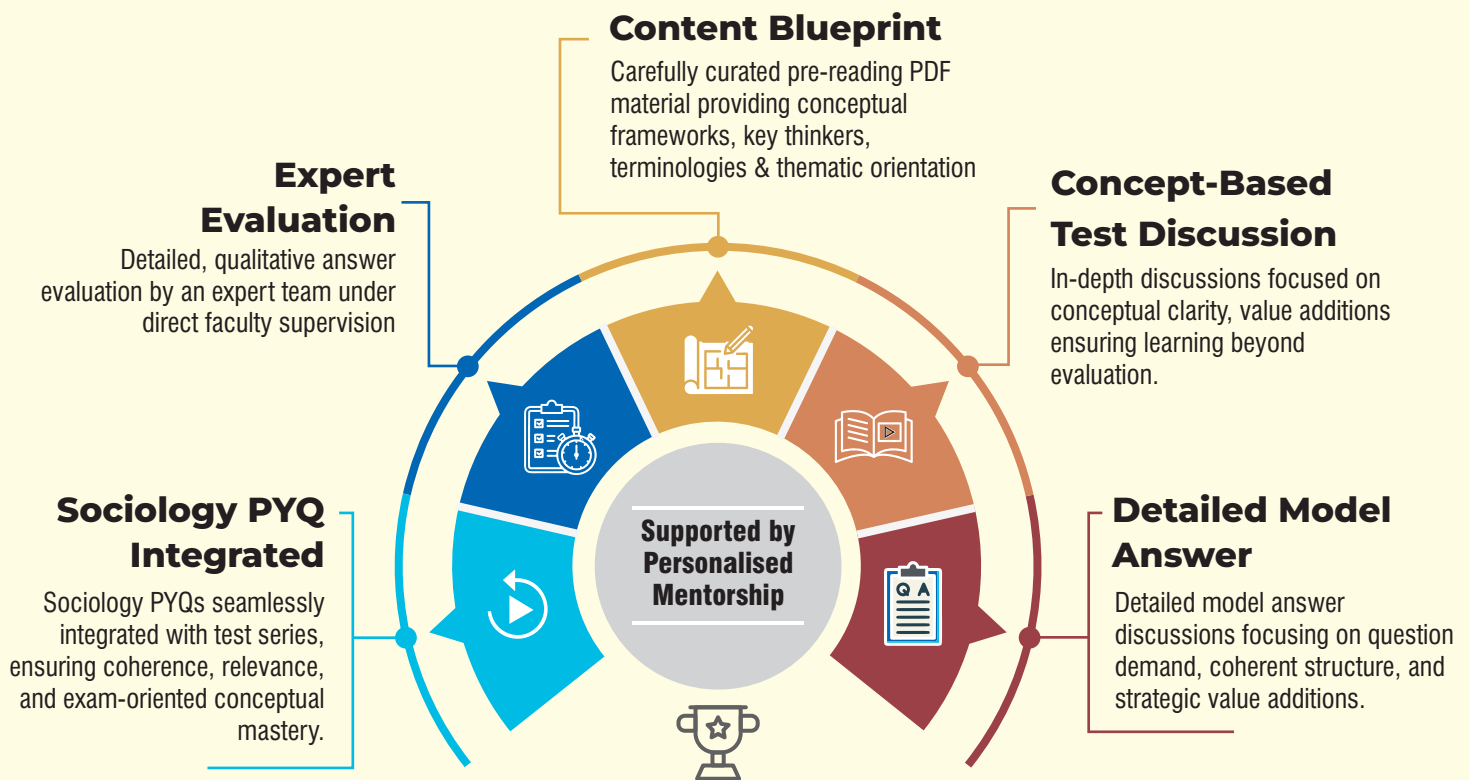 Content Blueprint
Carefully curated pre-reading PDF
material providing conceptual
frameworks, key thinkers,
terminologies & thematic orientation
Expert
Evaluation
Detailed, qualitative answer
evaluation by an expert team under
direct faculty supervision
Concept-Based
Test Discussion
In-depth discussions focused on
conceptual clarity, value additions
ensuring learning beyond
evaluation.
Sociology PYQ
Integrated
Sociology PYQs seamlessly
integrated with test series,
ensuring coherence, relevance,
and exam-oriented conceptual
mastery.
Supported by
Personalised
Mentorship
Q A
Detailed Model
Answer
Detailed model answer
discussions focusing on question
demand, coherent structure, and
strategic value additions.